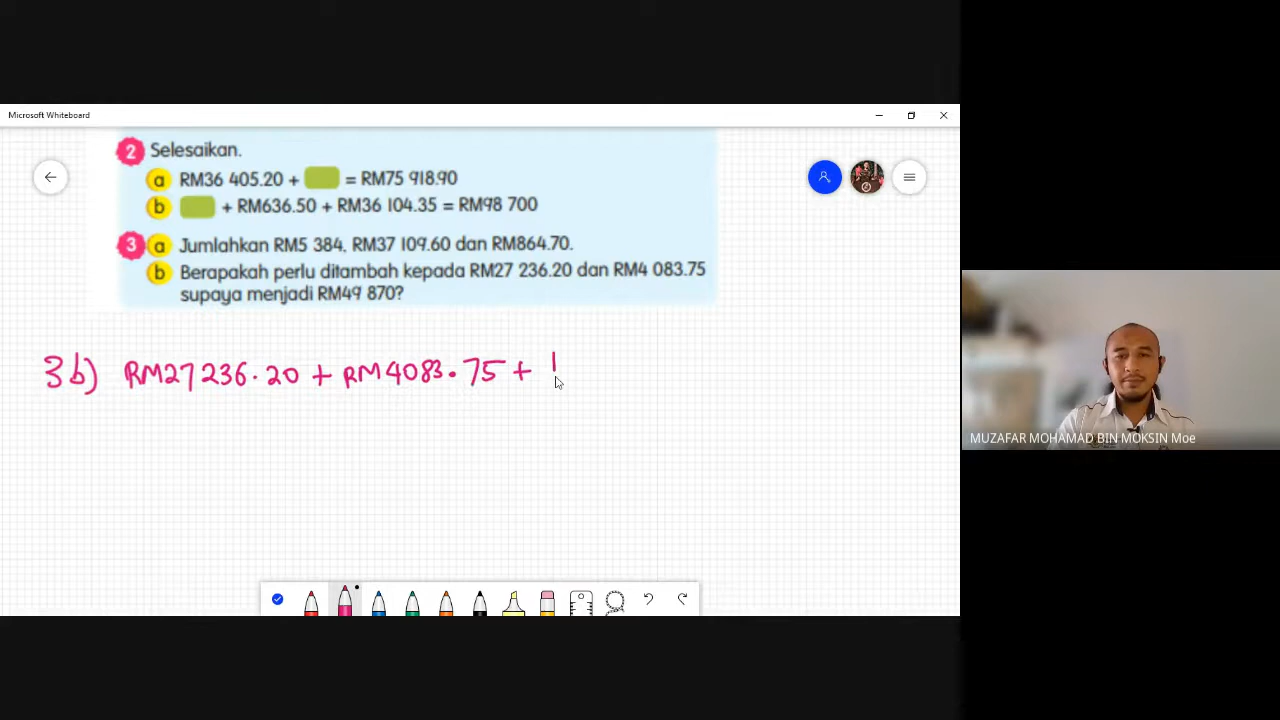 Microsoft Whiteboard
2 Selesaikan.
a RM36 405.20 + = RM75 918.90
b + RM636.50 + RM36 104.35 = RM98 700
3 a Jumlahkan RM5 384, RM37 109.60 dan RM864.70.
b Berapakah perlu ditambah kepada RM27 236.20 dan RM4 083.75
supaya menjadi RM49 870?
3b) RM27236.20 + RM4083.75 +
MUZAFAR MOHAMAD BIN MOKSIN Moe